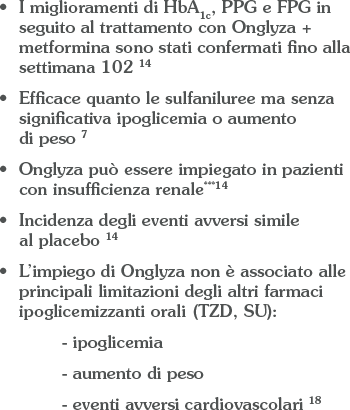 • I miglioramenti di HbA1c, PPG e FPG in
seguito al trattamento con Onglyza +
metformina sono stati confermati fino alla
settimana 102 14
• Efficace quanto le sulfaniluree ma senza
significativa ipoglicemia o aumento
di peso 7
• Onglyza può essere impiegato in pazienti
con insufficienza renale***14
• Incidenza degli eventi avversi simile
al placebo 14
• L'impiego di Onglyza non è associato alle
principali limitazioni degli altri farmaci
ipoglicemizzanti orali (TZD, SU):
- ipoglicemia
- aumento di peso
- eventi avversi cardiovascolari 18